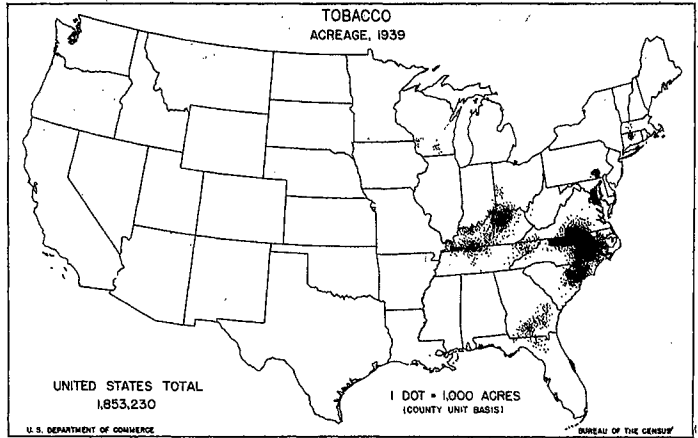 TOBACCO
ACREAGE, 1939
UNITED STATES TOTAL
1,853,230
1 DOT = 1,000 ACRES
(COUNTY UNIT BASIS)
U. S. DEPARTMENT OF COMMERCE
BUREAU OF THE CENSUS